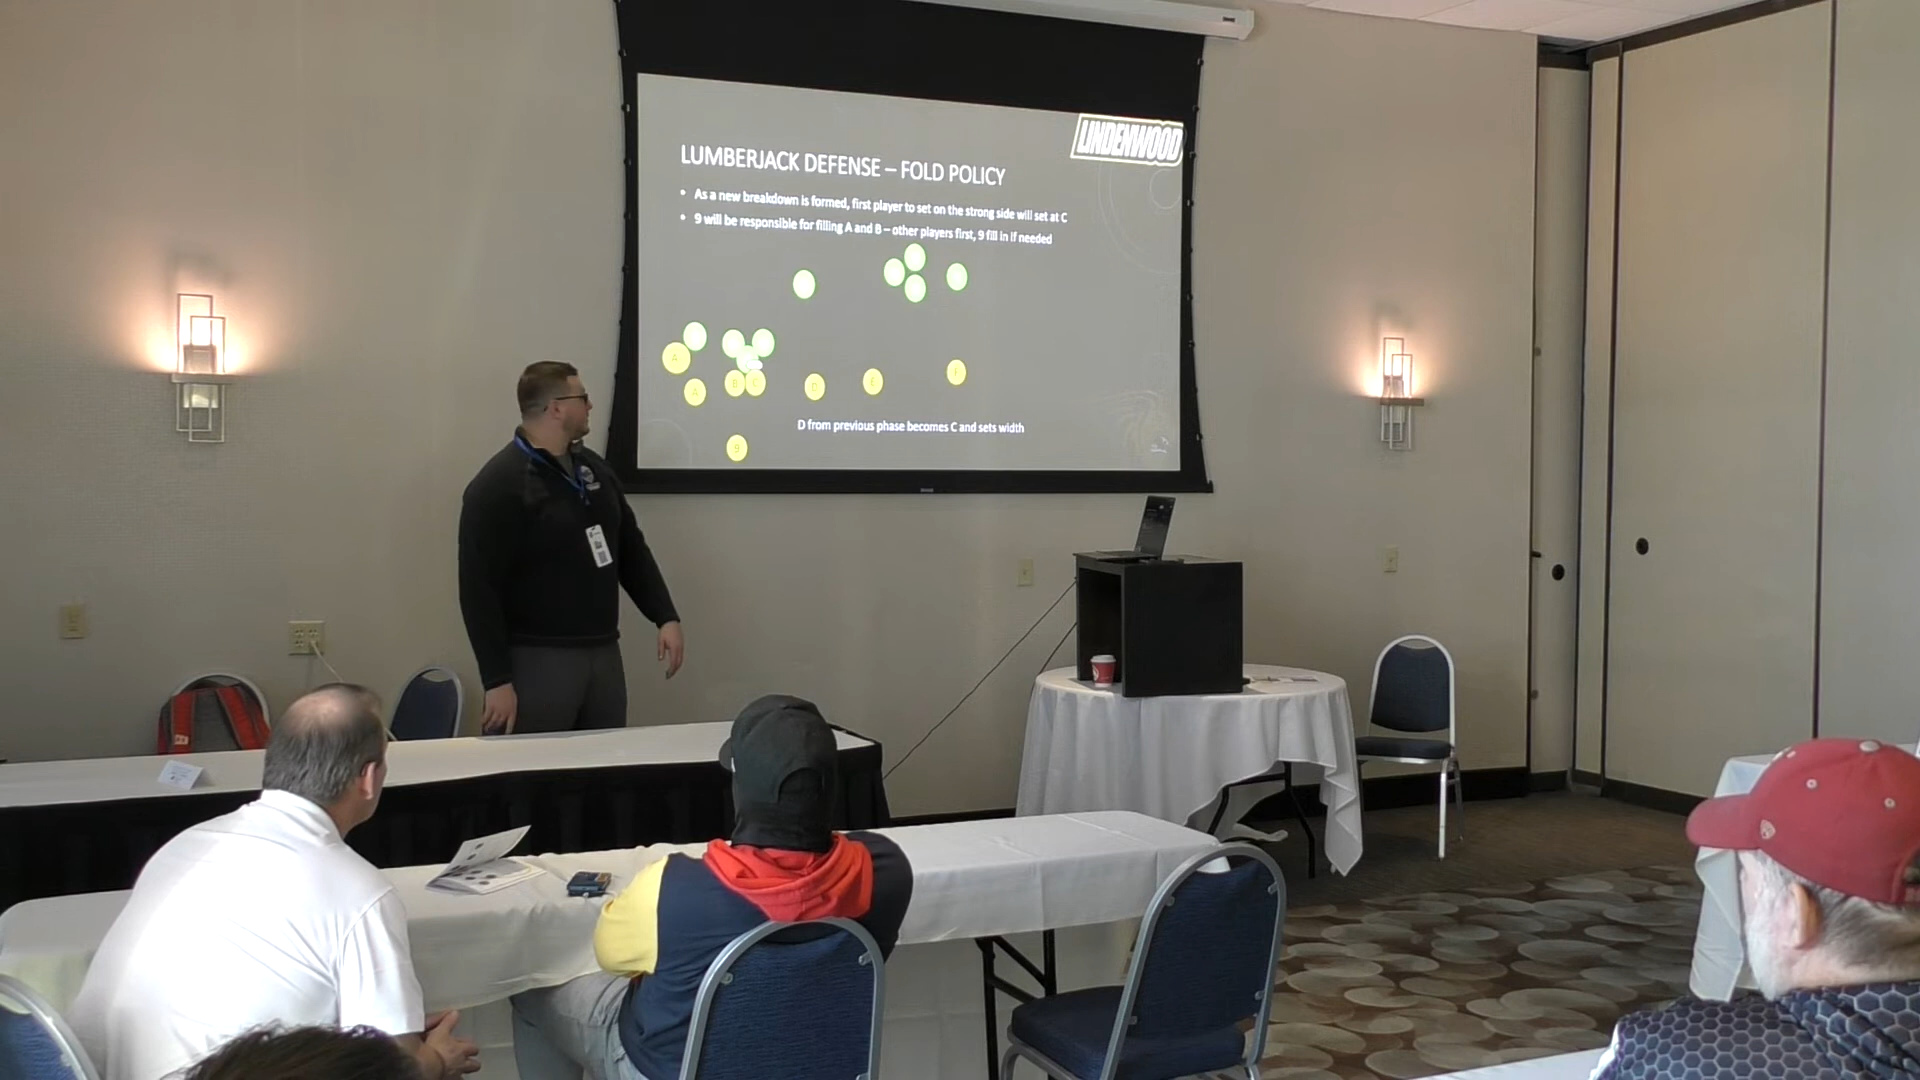 LINDENWOOD
LUMBERJACK DEFENSE – FOLD POLICY
• As a new breakdown is formed, first player to set on the strong side will set at C
• 9 will be responsible for filling A and B – other players first, 9 fill in if needed
A
A
B
C
D
E
F
9
D from previous phase becomes C and sets width